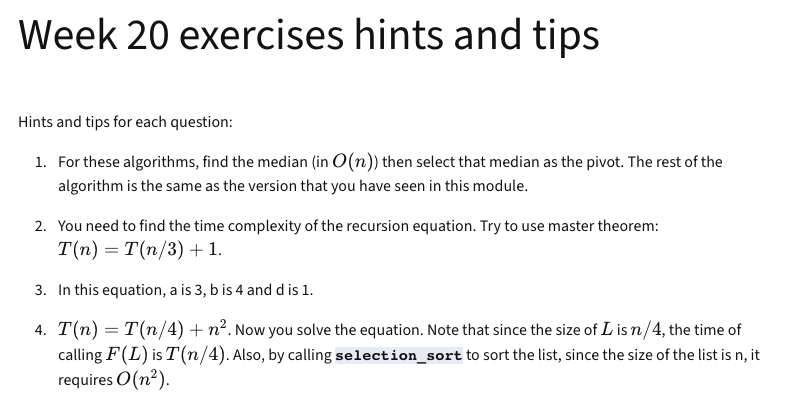 Week 20 exercises hints and tips
Hints and tips for each question:
1. For these algorithms, find the median (in O(n)) then select that median as the pivot. The rest of the
algorithm is the same as the version that you have seen in this module.
2. You need to find the time complexity of the recursion equation. Try to use master theorem:
T(n) = T(n/3) + 1.
3. In this equation, a is 3, b is 4 and d is 1.
4. T(n) = T(n/4) + n². Now you solve the equation. Note that since the size of L is n/4, the time of
calling F(L) is T(n/4). Also, by calling selection_sort to sort the list, since the size of the list is n, it
requires O(n²).